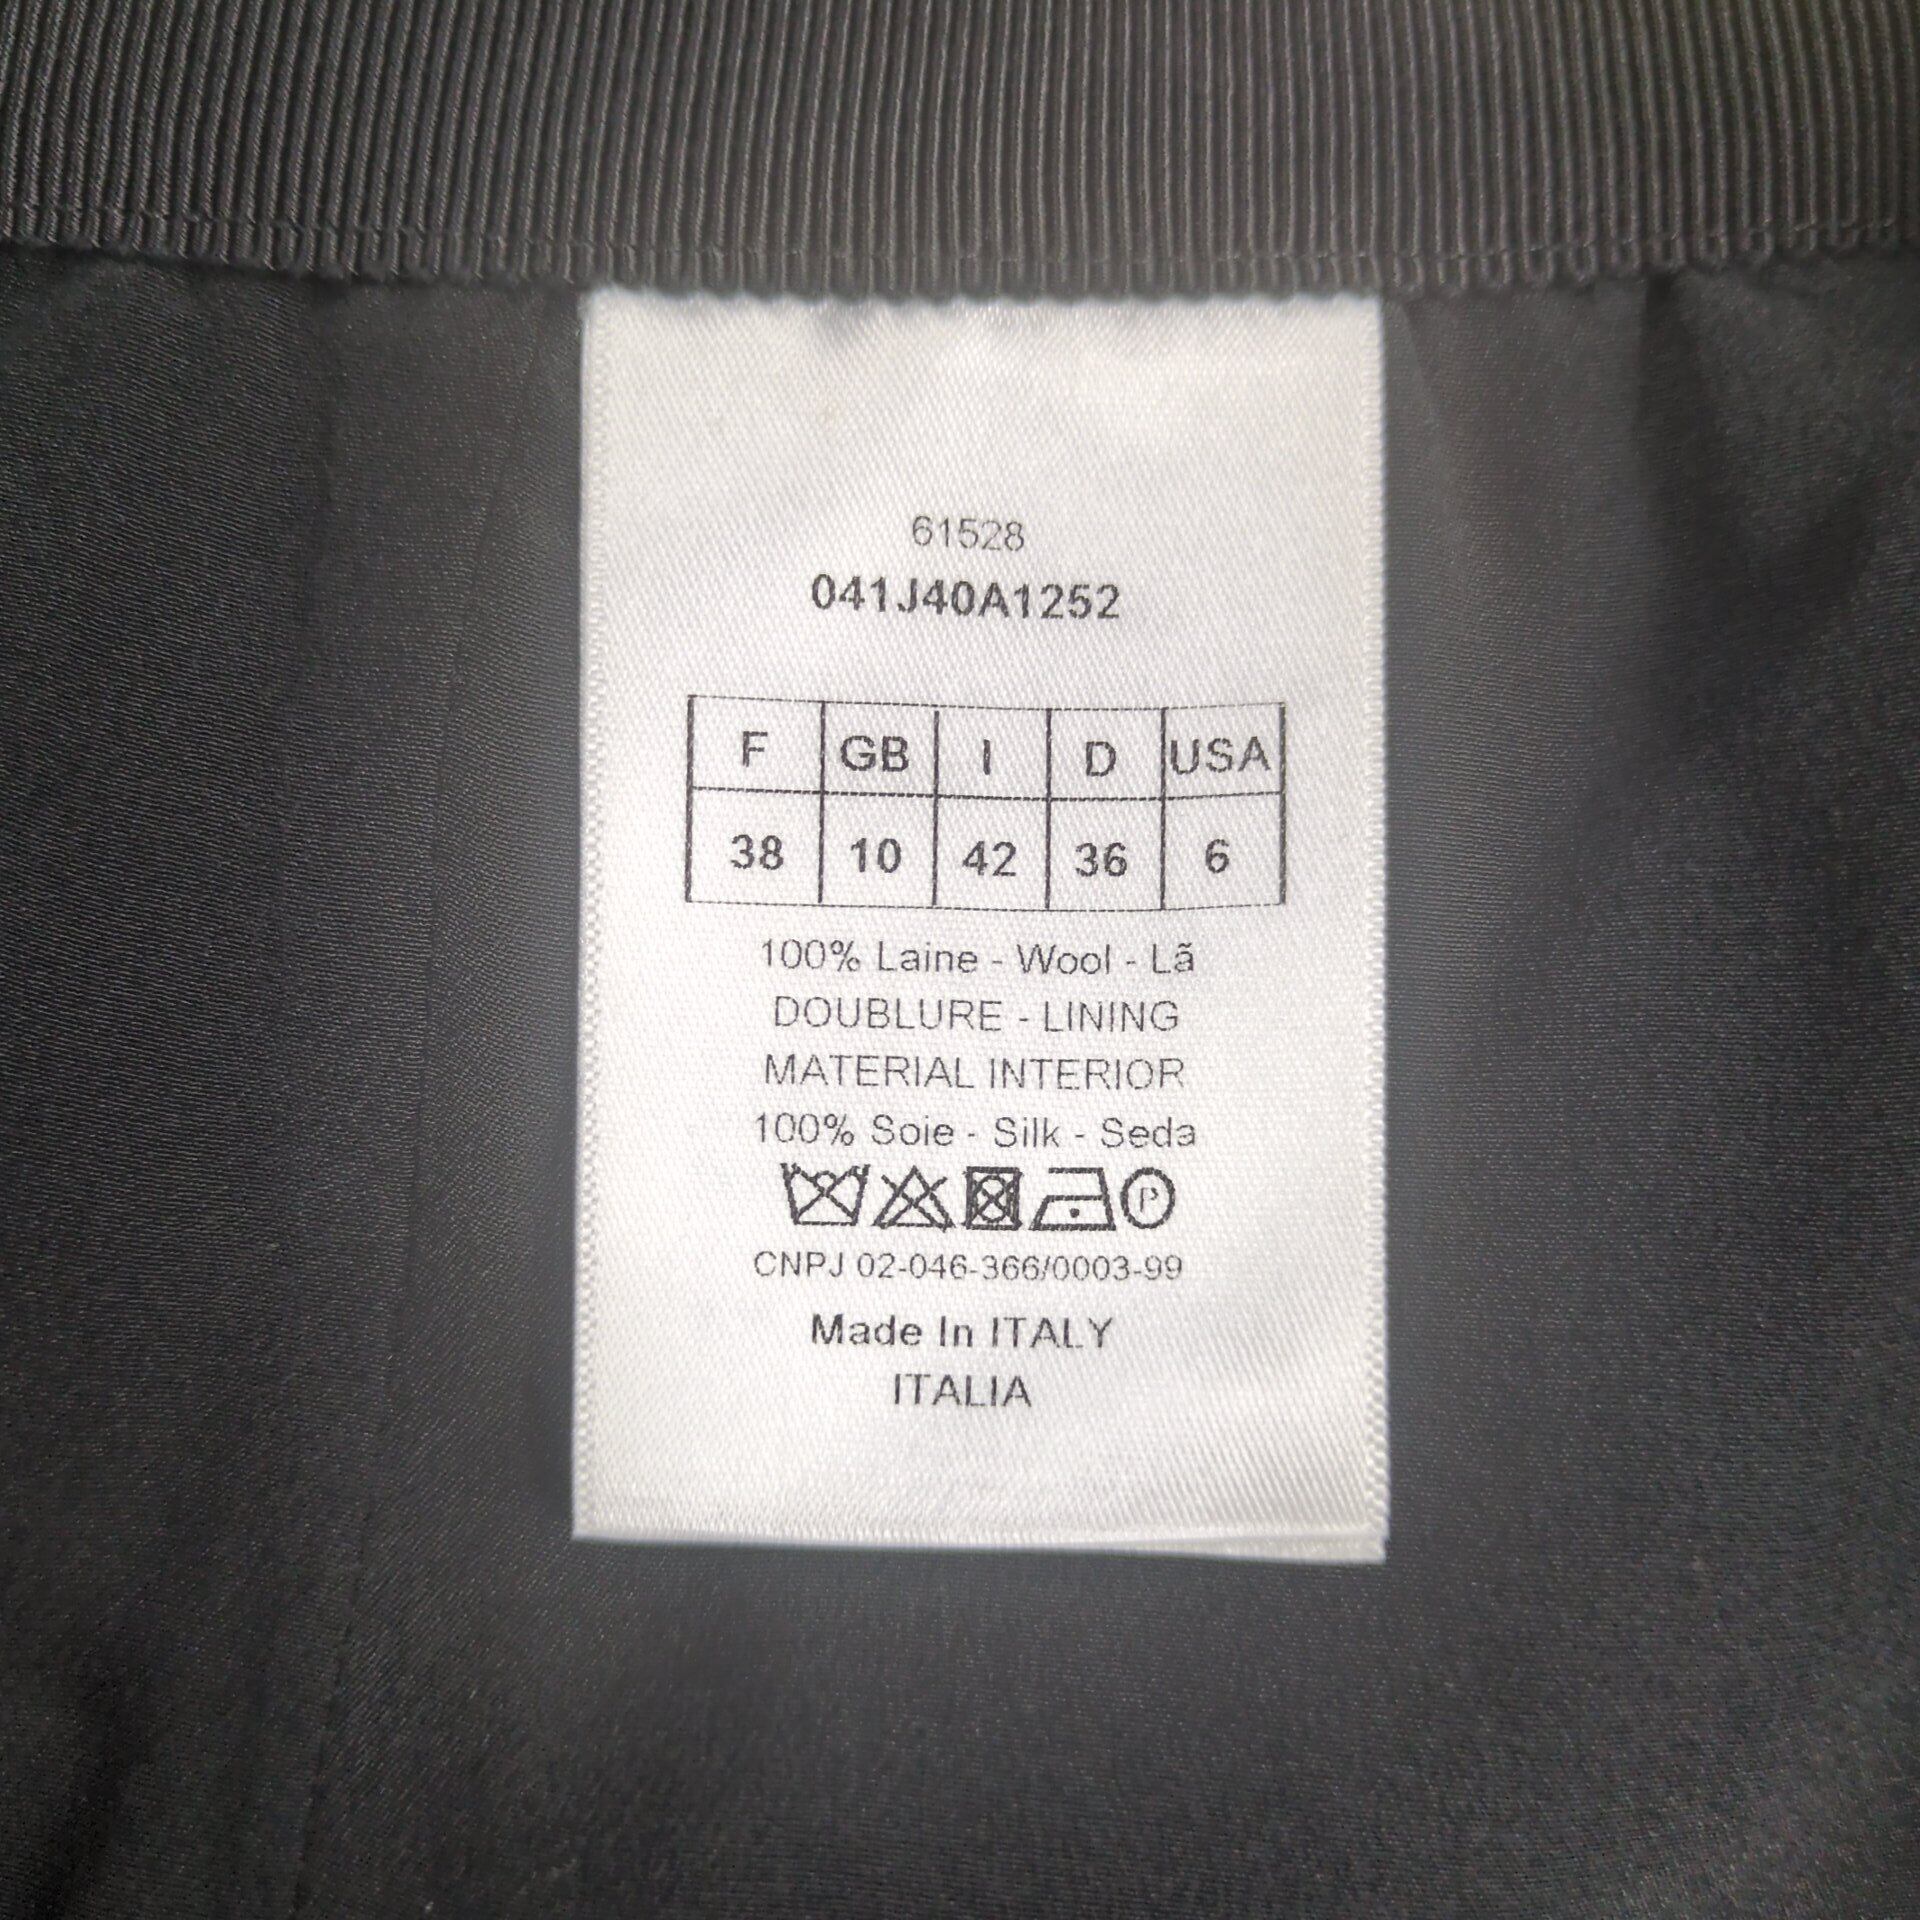 61528
041J40A1252
F GB I D USA
38 10 42 36 6
100% Laine - Wool - Lã
DOUBLURE - LINING
MATERIAL INTERIOR
100% Soie - Silk - Seda
P
CNPJ 02-046-366/0003-99
Made In ITALY
ITALIA